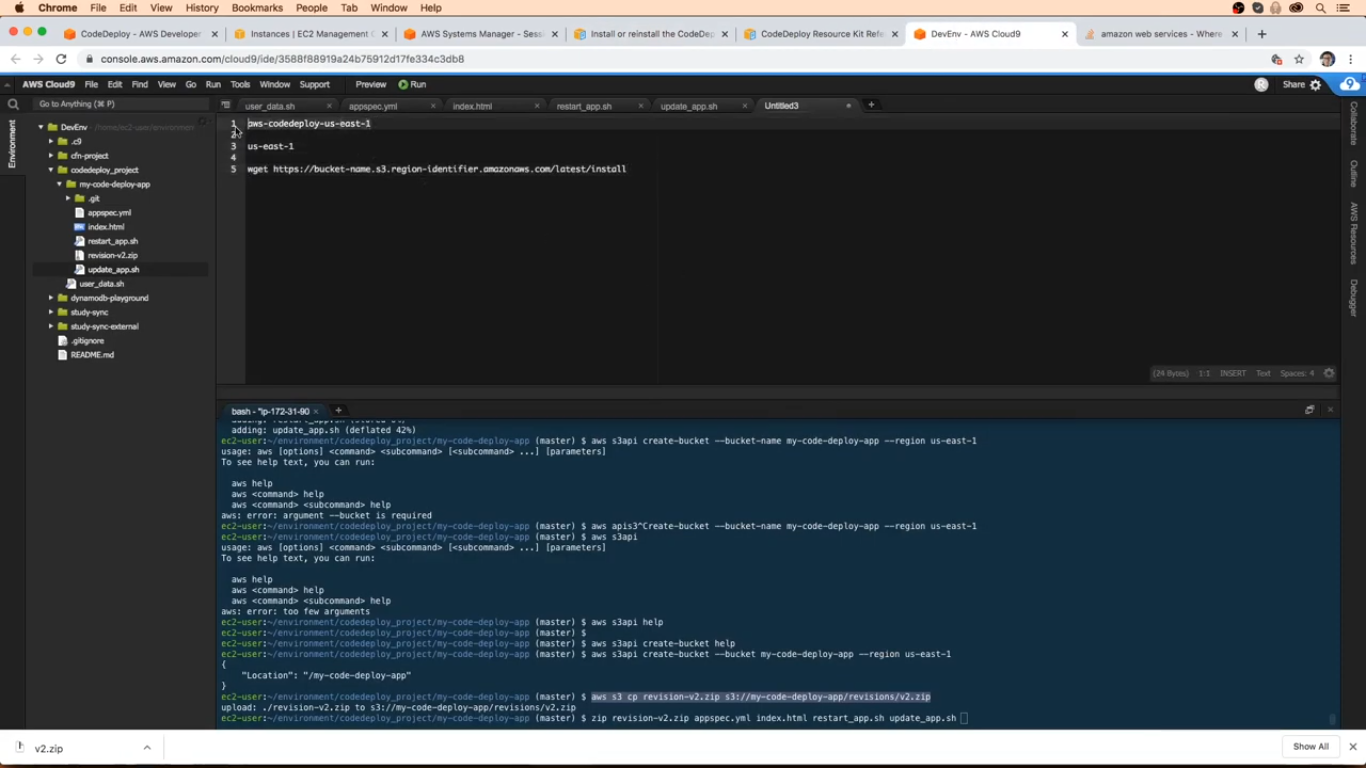 Chrome File Edit View History Bookmarks People Tab Window Help
CodeDeploy - AWS Developer × Instances | EC2 Management C × AWS Systems Manager - Sess × Install or reinstall the CodeDep × CodeDeploy Resource Kit Refe × DevEnv - AWS Cloud9 × amazon web services - Where ×
console.aws.amazon.com/cloud9/ide/3588f88919a24b75912d17fe334c3db8
AWS Cloud9 File Edit Find View Go Run Tools Window Support Preview Run R Share
Go to Anything (⌘ P) user_data.sh appspec.yml index.html restart_app.sh update_app.sh Untitled3
Environment
DevEnv - /home/ec2-user/environment
.c9
cfn-project
codedeploy_project
my-code-deploy-app
.git
appspec.yml
index.html
restart_app.sh
revision-v2.zip
update_app.sh
user_data.sh
dynamodb-playground
study-sync
study-sync-external
.gitignore
README.md
1 aws-codedeploy-us-east-1
2
3 us-east-1
4
5 wget https://bucket-name.s3.region-identifier.amazonaws.com/latest/install
(24 Bytes) 1:1 INSERT Text Spaces: 4
Collaborate
Outline
AWS Resources
Debugger
bash - "ip-172-31-90 ×
adding: update_app.sh (deflated 42%)
ec2-user:~/environment/codedeploy_project/my-code-deploy-app (master) $ aws s3api create-bucket --bucket-name my-code-deploy-app --region us-east-1
usage: aws [options] <command> <subcommand> [<subcommand> ...] [parameters]
To see help text, you can run:
aws help
aws <command> help
aws <command> <subcommand> help
aws: error: argument --bucket is required
ec2-user:~/environment/codedeploy_project/my-code-deploy-app (master) $ aws apis3^Create-bucket --bucket-name my-code-deploy-app --region us-east-1
ec2-user:~/environment/codedeploy_project/my-code-deploy-app (master) $ aws s3api
usage: aws [options] <command> <subcommand> [<subcommand> ...] [parameters]
To see help text, you can run:
aws help
aws <command> help
aws <command> <subcommand> help
aws: error: too few arguments
ec2-user:~/environment/codedeploy_project/my-code-deploy-app (master) $ aws s3api help
ec2-user:~/environment/codedeploy_project/my-code-deploy-app (master) $
ec2-user:~/environment/codedeploy_project/my-code-deploy-app (master) $ aws s3api create-bucket help
ec2-user:~/environment/codedeploy_project/my-code-deploy-app (master) $ aws s3api create-bucket --bucket my-code-deploy-app --region us-east-1
{
"Location": "/my-code-deploy-app"
}
ec2-user:~/environment/codedeploy_project/my-code-deploy-app (master) $ aws s3 cp revision-v2.zip s3://my-code-deploy-app/revisions/v2.zip
upload: ./revision-v2.zip to s3://my-code-deploy-app/revisions/v2.zip
ec2-user:~/environment/codedeploy_project/my-code-deploy-app (master) $ zip revision-v2.zip appspec.yml index.html restart_app.sh update_app.sh
v2.zip Show All